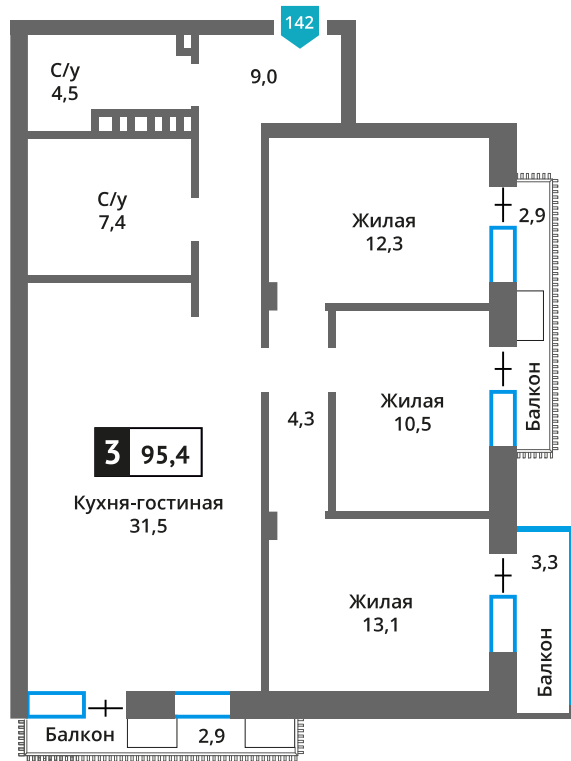 142
С/у
4,5
9,0
С/у
7,4
Жилая
12,3
2,9
Балкон
Жилая
10,5
4,3
3 95,4
Кухня-гостиная
31,5
3,3
Жилая
13,1
Балкон
Балкон
2,9